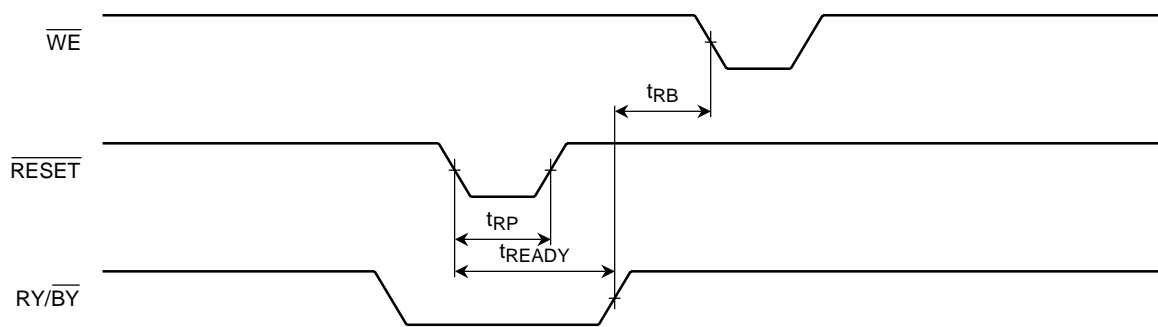 WE
tRB
RESET
tRP
tREADY
RY/BY